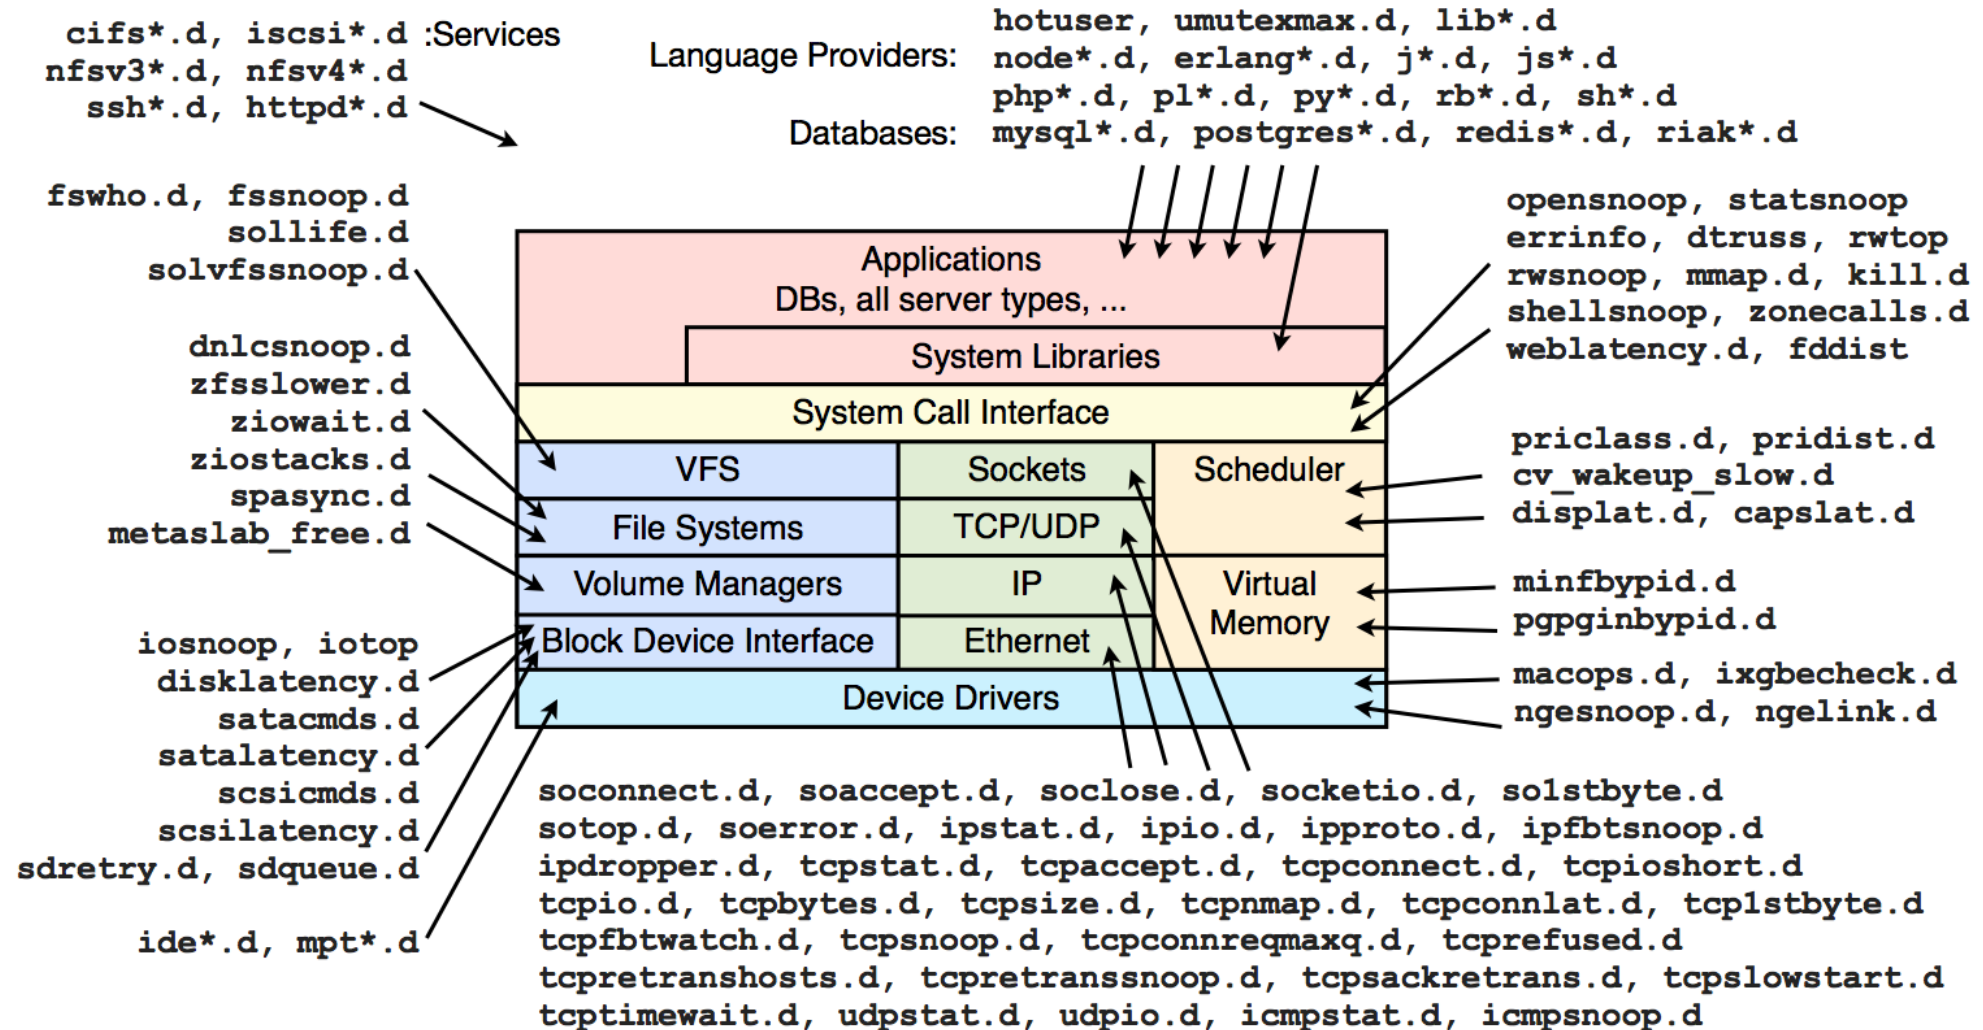 cifs*.d, iscsi*.d :Services
nfsv3*.d, nfsv4*.d
ssh*.d, httpd*.d
hotuser, umutexmax.d, lib*.d
Language Providers: node*.d, erlang*.d, j*.d, js*.d
php*.d, pl*.d, py*.d, rb*.d, sh*.d
Databases: mysql*.d, postgres*.d, redis*.d, riak*.d
fswho.d, fssnoop.d
sollife.d
solvfssnoop.d
dnlcsnoop.d
zfsslower.d
ziowait.d
ziostacks.d
spasync.d
metaslab_free.d
iosnoop, iotop
disklatency.d
satacmds.d
satalatency.d
scsicmds.d
scsilatency.d
sdretry.d, sdqueue.d
ide*.d, mpt*.d
Applications
DBs, all server types, ...
System Libraries
System Call Interface
VFS
File Systems
Volume Managers
Block Device Interface
Sockets
TCP/UDP
IP
Ethernet
Scheduler
Virtual
Memory
Device Drivers
opensnoop, statsnoop
errinfo, dtruss, rwtop
rwsnoop, mmap.d, kill.d
shellsnoop, zonecalls.d
weblatency.d, fddist
priclass.d, pridist.d
cv_wakeup_slow.d
displat.d, capslat.d
minfbypid.d
pgpginbypid.d
macops.d, ixgbecheck.d
ngesnoop.d, ngelink.d
soconnect.d, soaccept.d, soclose.d, socketio.d, so1stbyte.d
sotop.d, soerror.d, ipstat.d, ipio.d, ipproto.d, ipfbtsnoop.d
ipdropper.d, tcpstat.d, tcpaccept.d, tcpconnect.d, tcpioshort.d
tcpio.d, tcpbytes.d, tcpsize.d, tcpnmap.d, tcpconnlat.d, tcp1stbyte.d
tcpfbtwatch.d, tcpsnoop.d, tcpconnreqmaxq.d, tcprefused.d
tcpretranshosts.d, tcpretranssnoop.d, tcpsackretrans.d, tcpslowstart.d
tcptimewait.d, udpstat.d, udpio.d, icmpstat.d, icmpsnoop.d